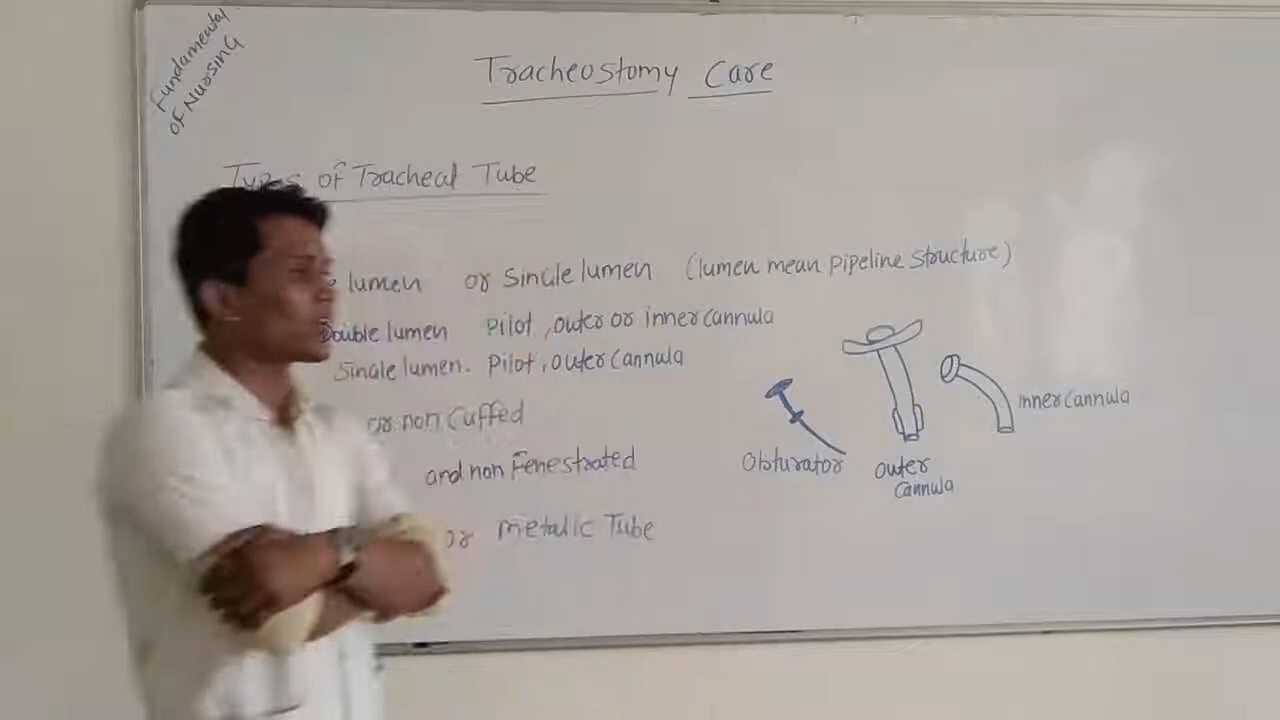 Fundamental
of Nursing
Tracheostomy Care
Types of Tracheal Tube
lumen or Single lumen (lumen mean pipeline structure)
Double lumen Pilot, outer or inner cannula
Single lumen. Pilot, outer Cannula
or non Cuffed
and non Fenestrated
or metalic Tube
Obturator
outer
Cannula
inner Cannula